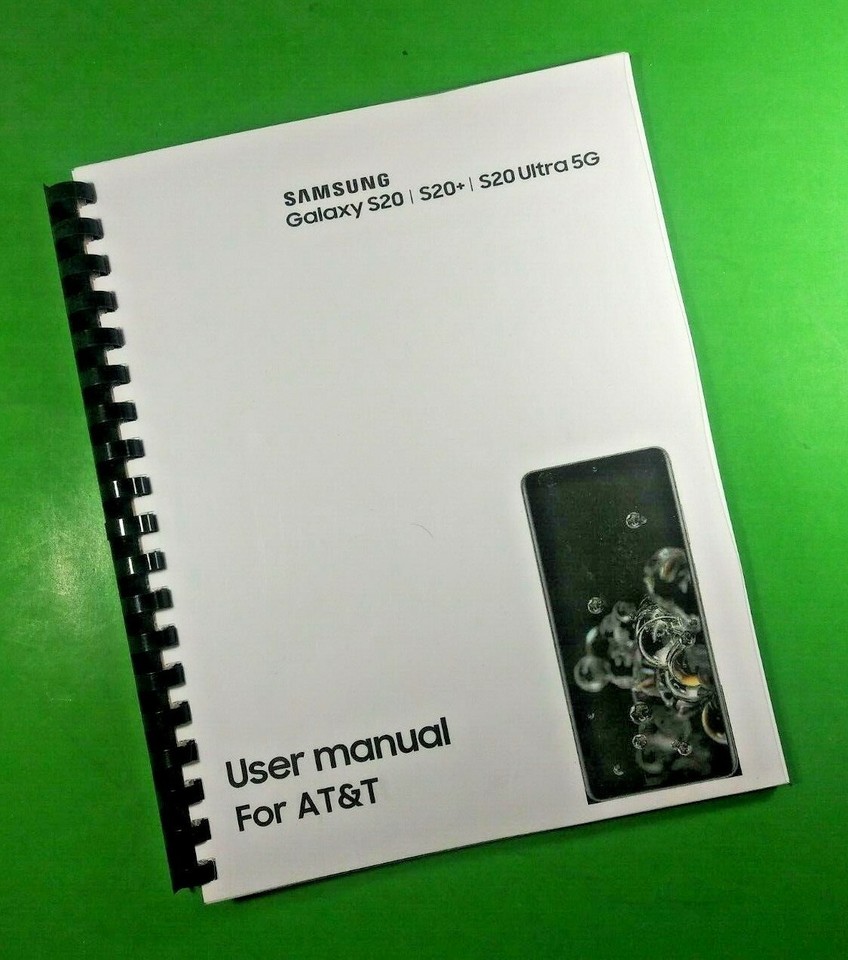 SAMSUNG
Galaxy S20 | S20+ | S20 Ultra 5G
User manual
For AT&T